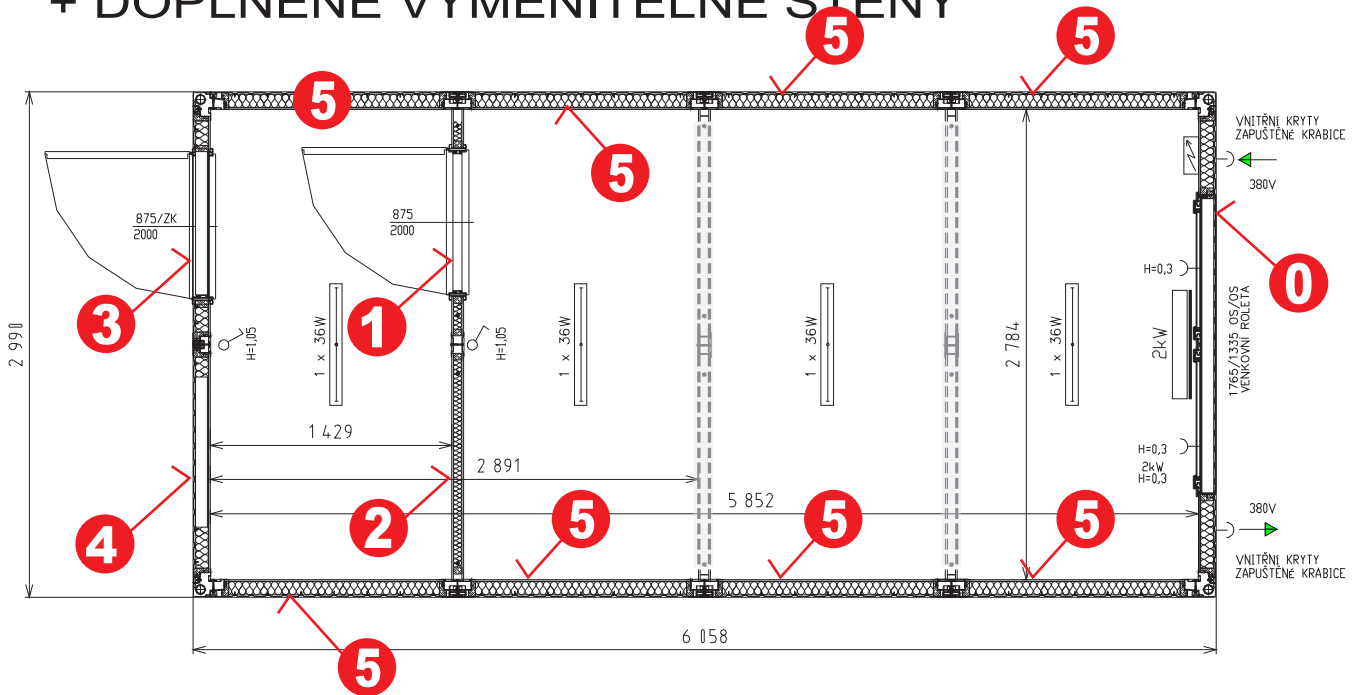 + DOPLNĚNÉ VYMĚNITELNÉ STĚNY
5
5
5
5
VNITŘNÍ KRYTY
ZAPUŠTĚNÉ KRABICE
380V
875/ZK
2000
875
2000
3
1
0
H=0,3
2 990
H=1,05
1 x 36W
H=1,05
1 x 36W
1 x 36W
2 784
1 x 36W
2kW
1765/1335 OS/OS
VENKOVNÍ ROLETA
1 429
2 891
H=0,3
2kW
H=0,3
5 852
4
2
5
5
5
380V
VNITŘNÍ KRYTY
ZAPUŠTĚNÉ KRABICE
6 058
5